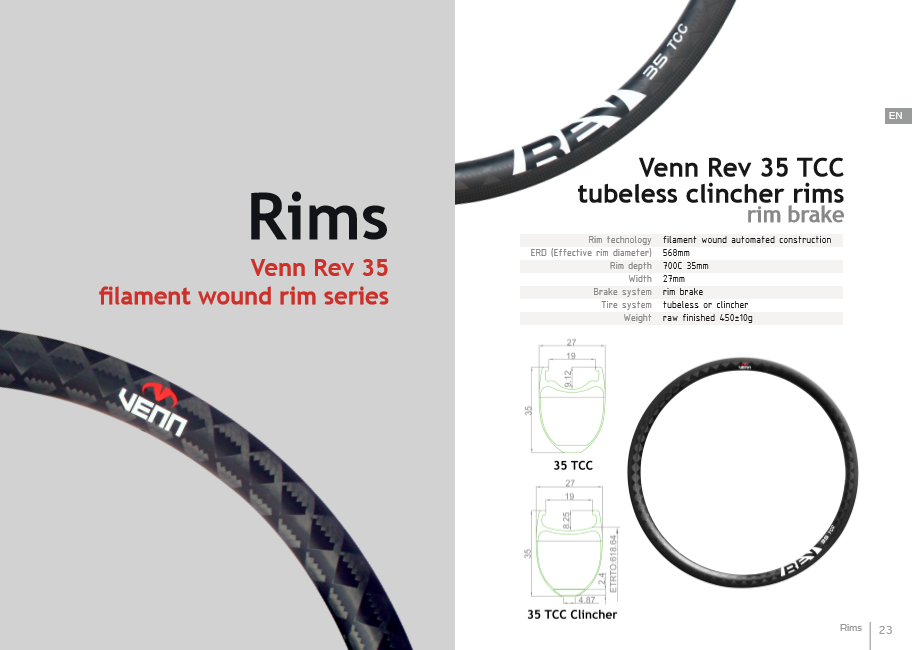 Rims
Venn Rev 35
filament wound rim series
VENN
35 TCC
REV
EN
Venn Rev 35 TCC
tubeless clincher rims
rim brake
Rim technology filament wound automated construction
ERD (Effective rim diameter) 568mm
Rim depth 700C 35mm
Width 27mm
Brake system rim brake
Tire system tubeless or clincher
Weight raw finished 450±10g
27
19
9.12
35
35 TCC
27
19
8.25
35
ETRTO:618.64
2.4
4.87
35 TCC Clincher
VENN
REV 35 TCC
Rims 23